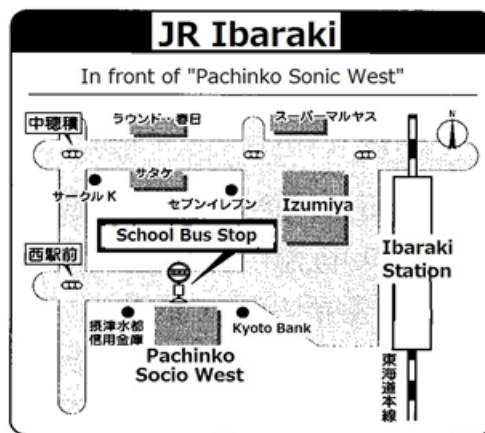 JR Ibaraki
In front of "Pachinko Sonic West"
中穂積
ラウンド・春日
スーパーマルヤス
N
サークルK
サタケ
セブンイレブン
Izumiya
School Bus Stop
Ibaraki
Station
西駅前
摂津水都
信用金庫
Kyoto Bank
Pachinko
Socio West
東海道本線